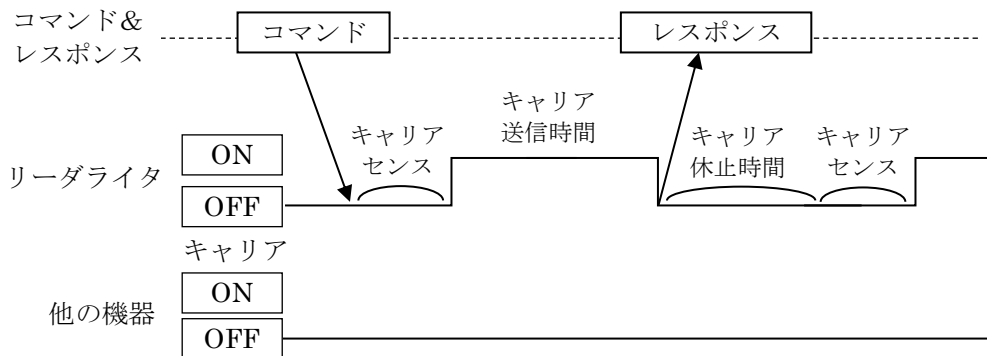 コマンド&
レスポンス
コマンド
レスポンス
キャリア
送信時間
キャリア
センス
キャリア
休止時間
キャリア
センス
リーダライタ
ON
OFF
キャリア
他の機器
ON
OFF